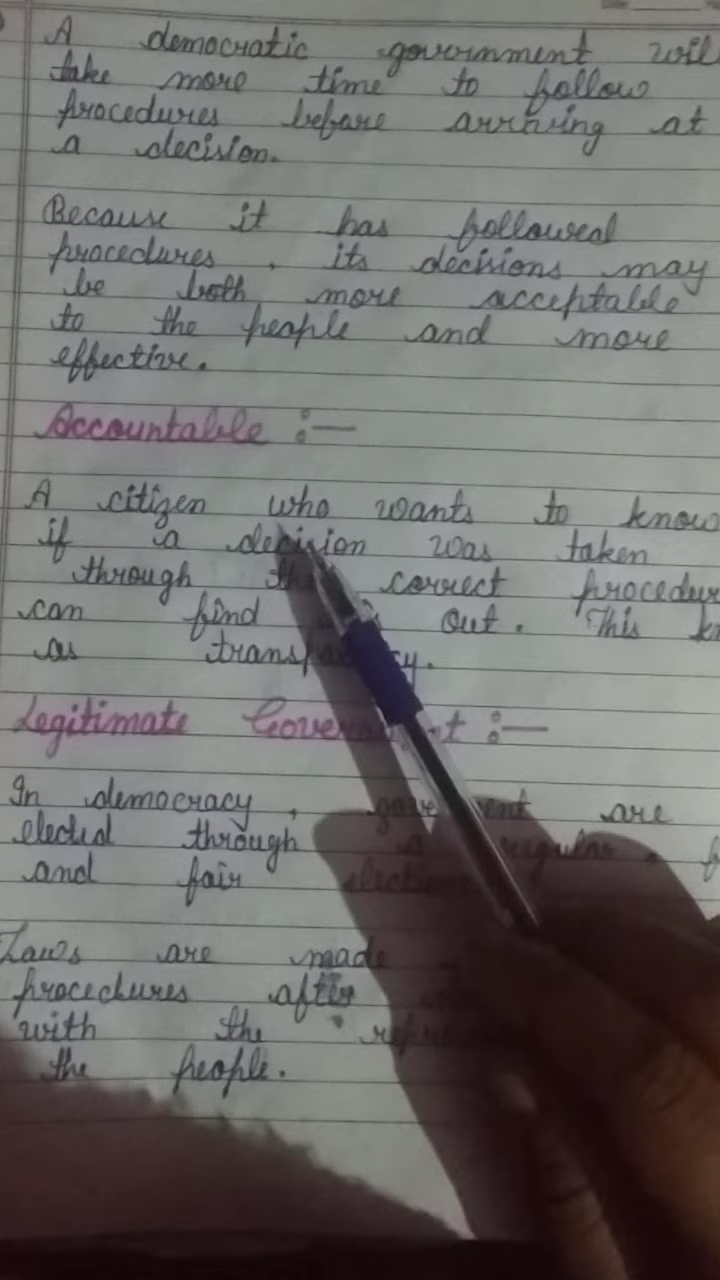 A democratic government
take more time to follow
procedures before arriving at
a decision.
Because it has followed
procedures, its decisions may
be both more acceptable
to the people and more
effective.
Accountable :—
A citizen who wants to know
if a decision was taken
through the correct
can find out. This
as
Legitimate :—
In democracy, are
elected through a regular,
and fair
Laws are made
procedures after
with the
the people.